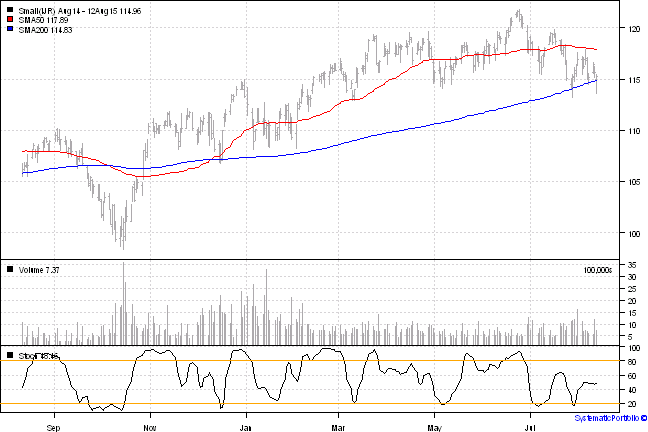 Small(IJR) Aug14 - 12Aug15 114.96
SMA50 117.89
SMA200 114.83
120
115
110
105
100
Volume 7.37
100,000s
35
30
25
20
15
10
5
100
80
60
40
20
Sep
Nov
Jan
Mar
May
Jul
SystematicPortfolio ©